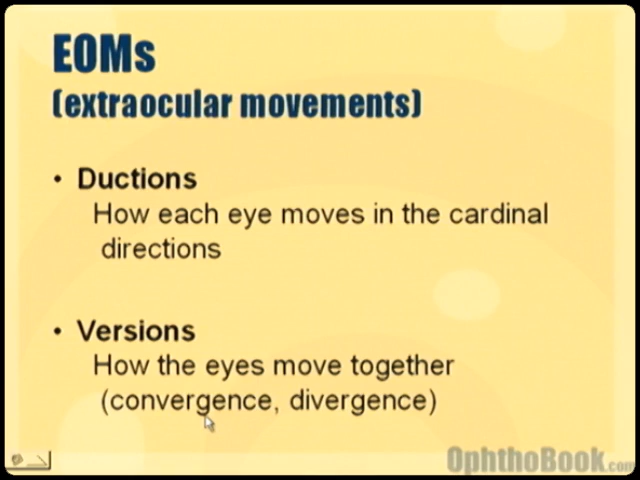 EOMs
(extraocular movements)
• Ductions
How each eye moves in the cardinal
directions
• Versions
How the eyes move together
(convergence, divergence)
OphthoBook.com